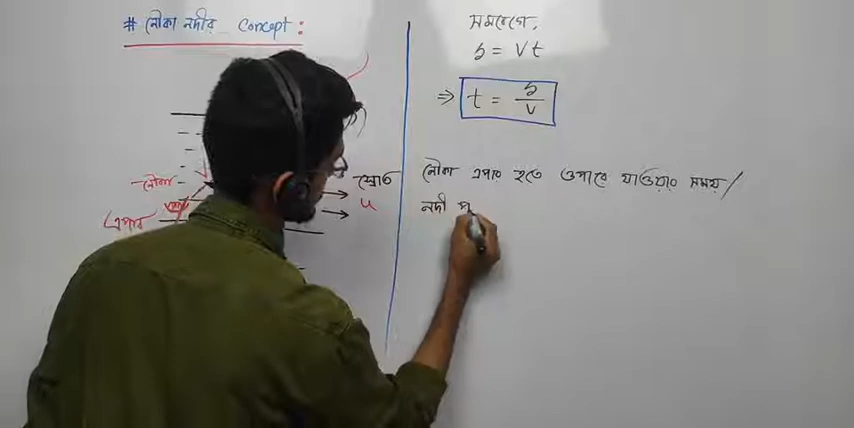 # নৌকা নদীর Concept :
নৌকা
এপার
স্রোত
u
সমবেগে,
s = vt
⇒ t = s/v
নৌকা এপার হতে ওপারে যাওয়ার সময় /
নদী প